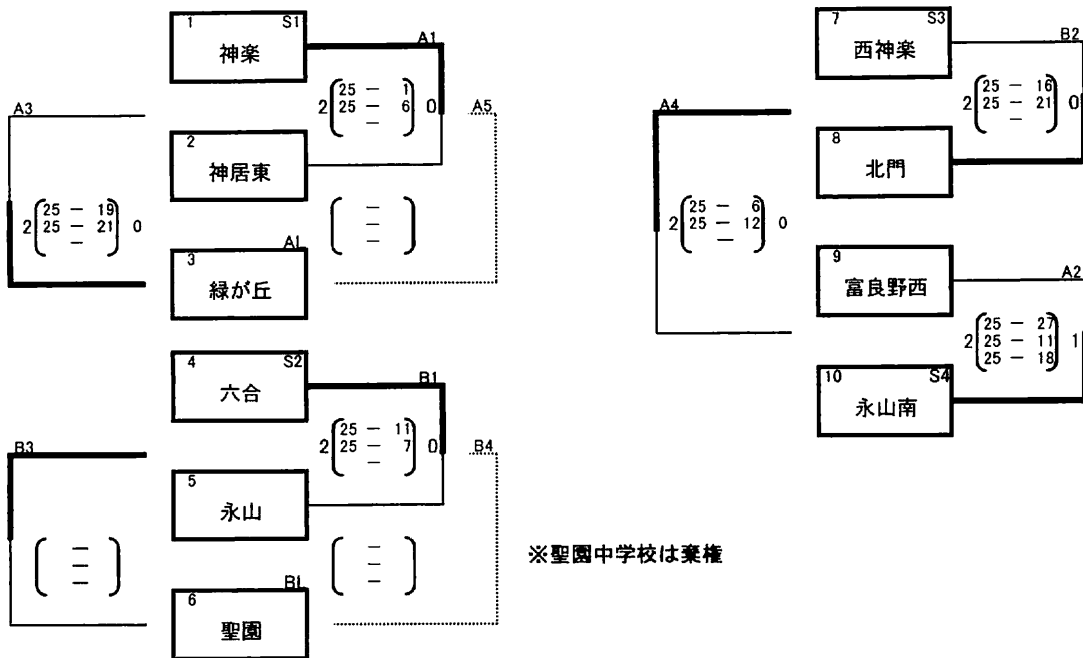 1 S1
神楽
A1
2 ( 25 － 1 ) 0
25 － 6
－
2
神居東
A3
A5
2 ( 25 － 19 ) 0
25 － 21
－
( － )
－
－
3 A1
緑が丘
4 S2
六合
B1
2 ( 25 － 11 ) 0
25 － 7
－
5
永山
B3
B4
( － )
－
－
( － )
－
－
6 B1
聖園
※聖園中学校は棄権
7 S3
西神楽
B2
2 ( 25 － 16 ) 0
25 － 21
－
8
北門
A4
2 ( 25 － 6 ) 0
25 － 12
－
9
富良野西
A2
2 ( 25 － 27 ) 1
25 － 11
25 － 18
10 S4
永山南